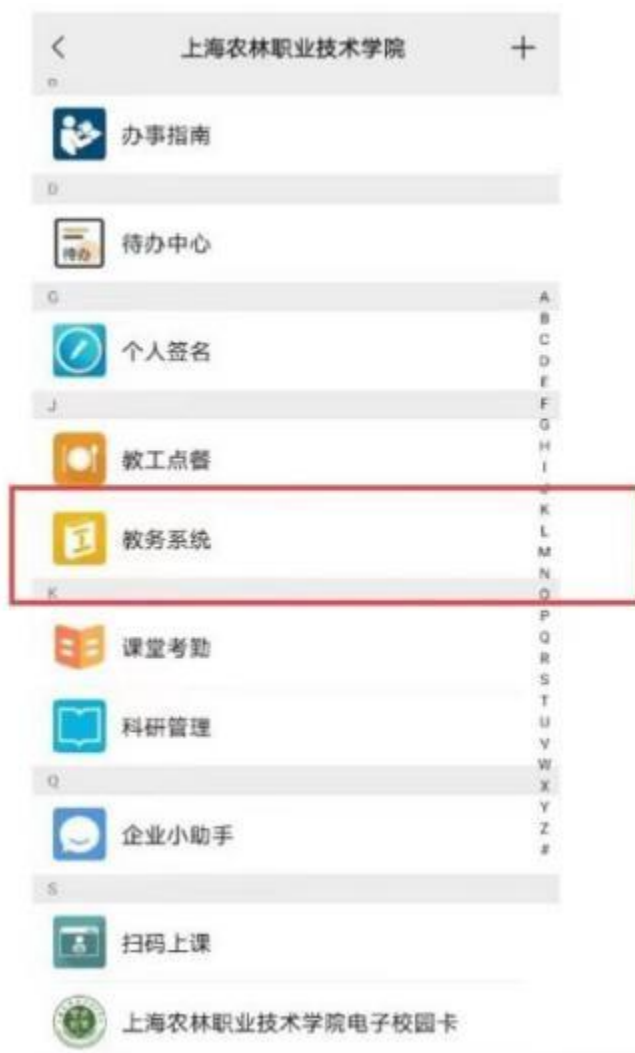 上海农林职业技术学院
办事指南
D
待办
待办中心
G
个人签名
J
教工点餐
教务系统
K
课堂考勤
科研管理
Q
企业小助手
S
扫码上课
上海农林职业技术学院电子校园卡
A
B
C
D
E
F
G
H
I
J
K
L
M
N
O
P
Q
R
S
T
U
V
W
X
Y
Z
#